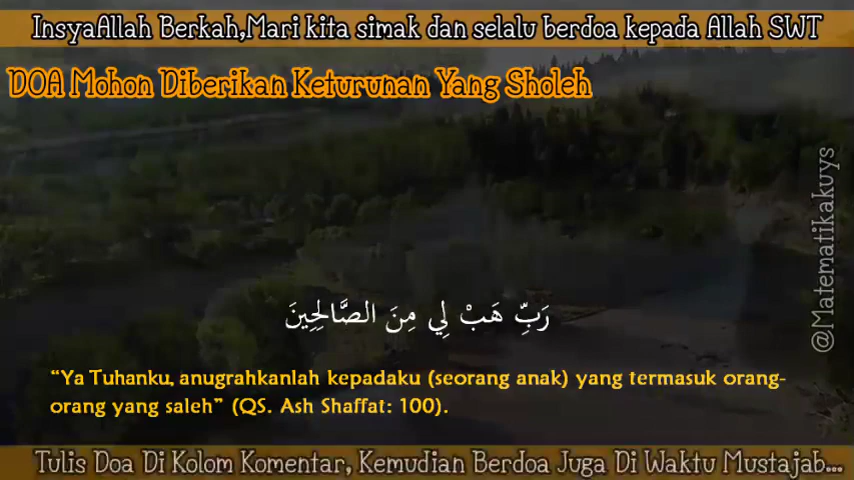 InsyaAllah Berkah,Mari kita simak dan selalu berdoa kepada Allah SWT
DOA Mohon Diberikan Keturunan Yang Sholeh
@Matematikakuys
رَبِّ هَبْ لِي مِنَ الصَّالِحِينَ
“Ya Tuhanku, anugrahkanlah kepadaku (seorang anak) yang termasuk orang-
orang yang saleh” (QS. Ash Shaffat: 100).
Tulis Doa Di Kolom Komentar, Kemudian Berdoa Juga Di Waktu Mustajab...